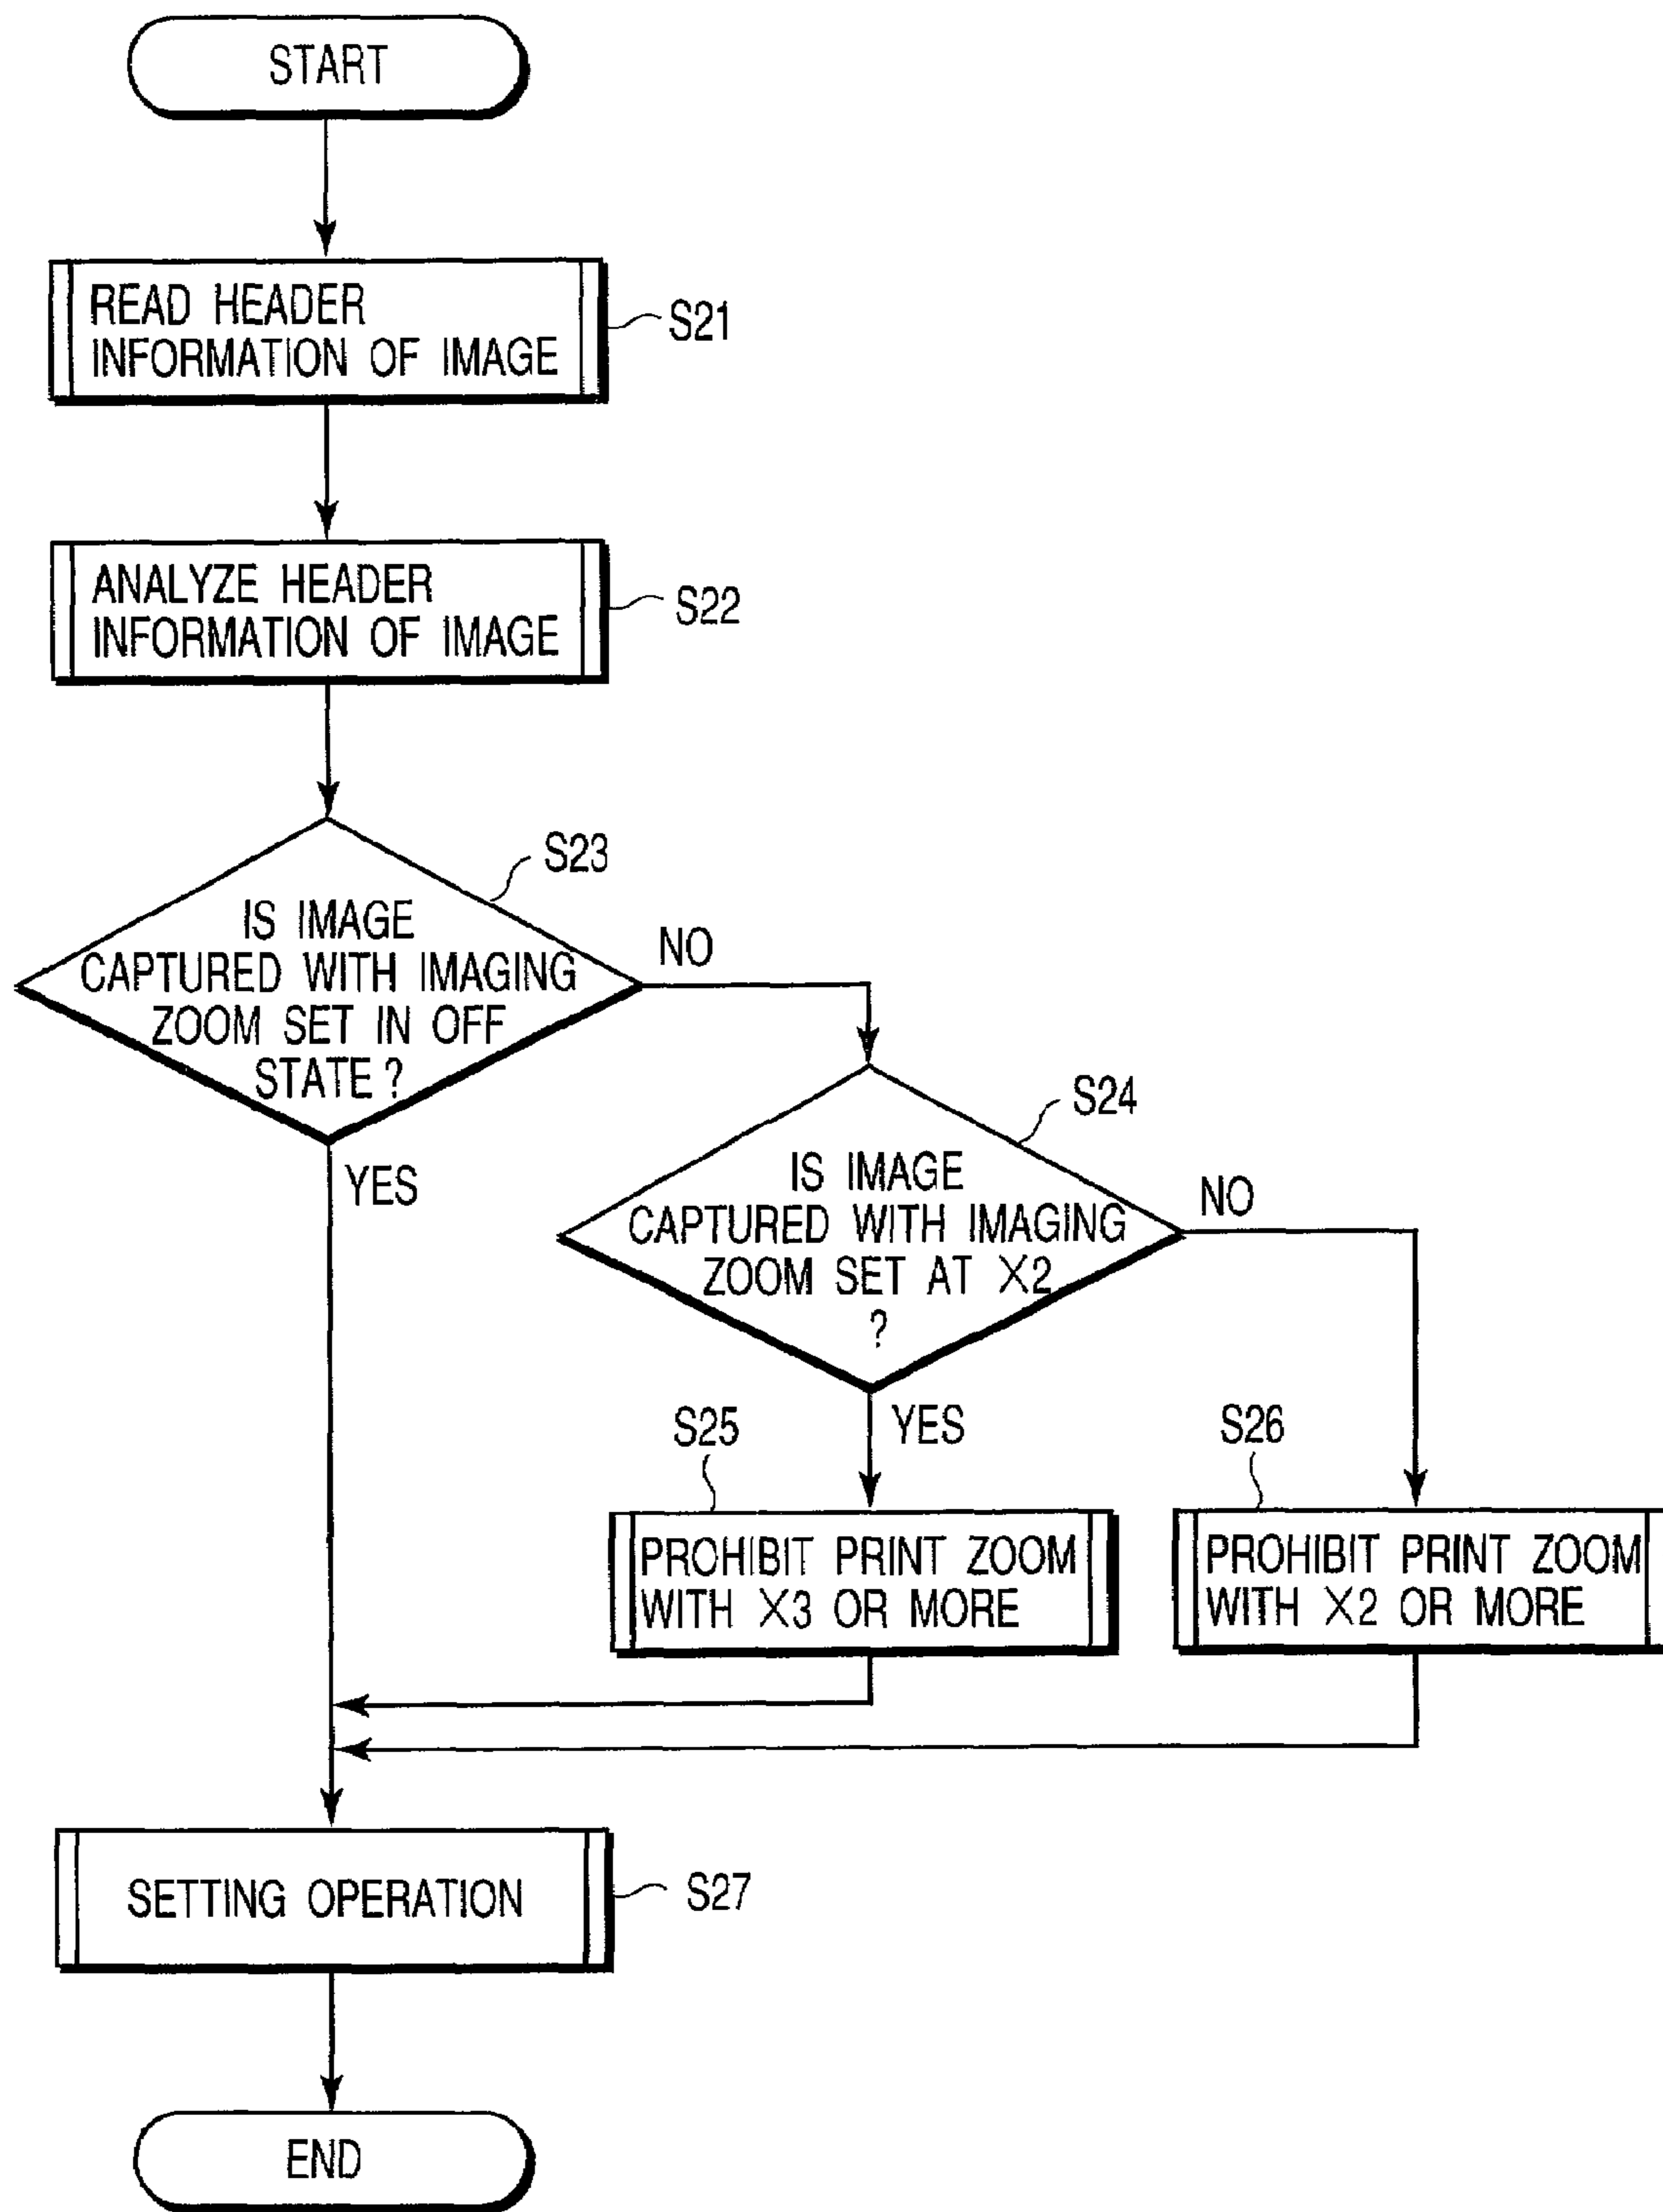 START
READ HEADER
INFORMATION OF IMAGE
S21
ANALYZE HEADER
INFORMATION OF IMAGE
S22
S23
IS IMAGE
CAPTURED WITH IMAGING
ZOOM SET IN OFF
STATE ?
NO
YES
S24
IS IMAGE
CAPTURED WITH IMAGING
ZOOM SET AT X2
?
NO
YES
S25
PROHIBIT PRINT ZOOM
WITH X3 OR MORE
S26
PROHIBIT PRINT ZOOM
WITH X2 OR MORE
SETTING OPERATION
S27
END